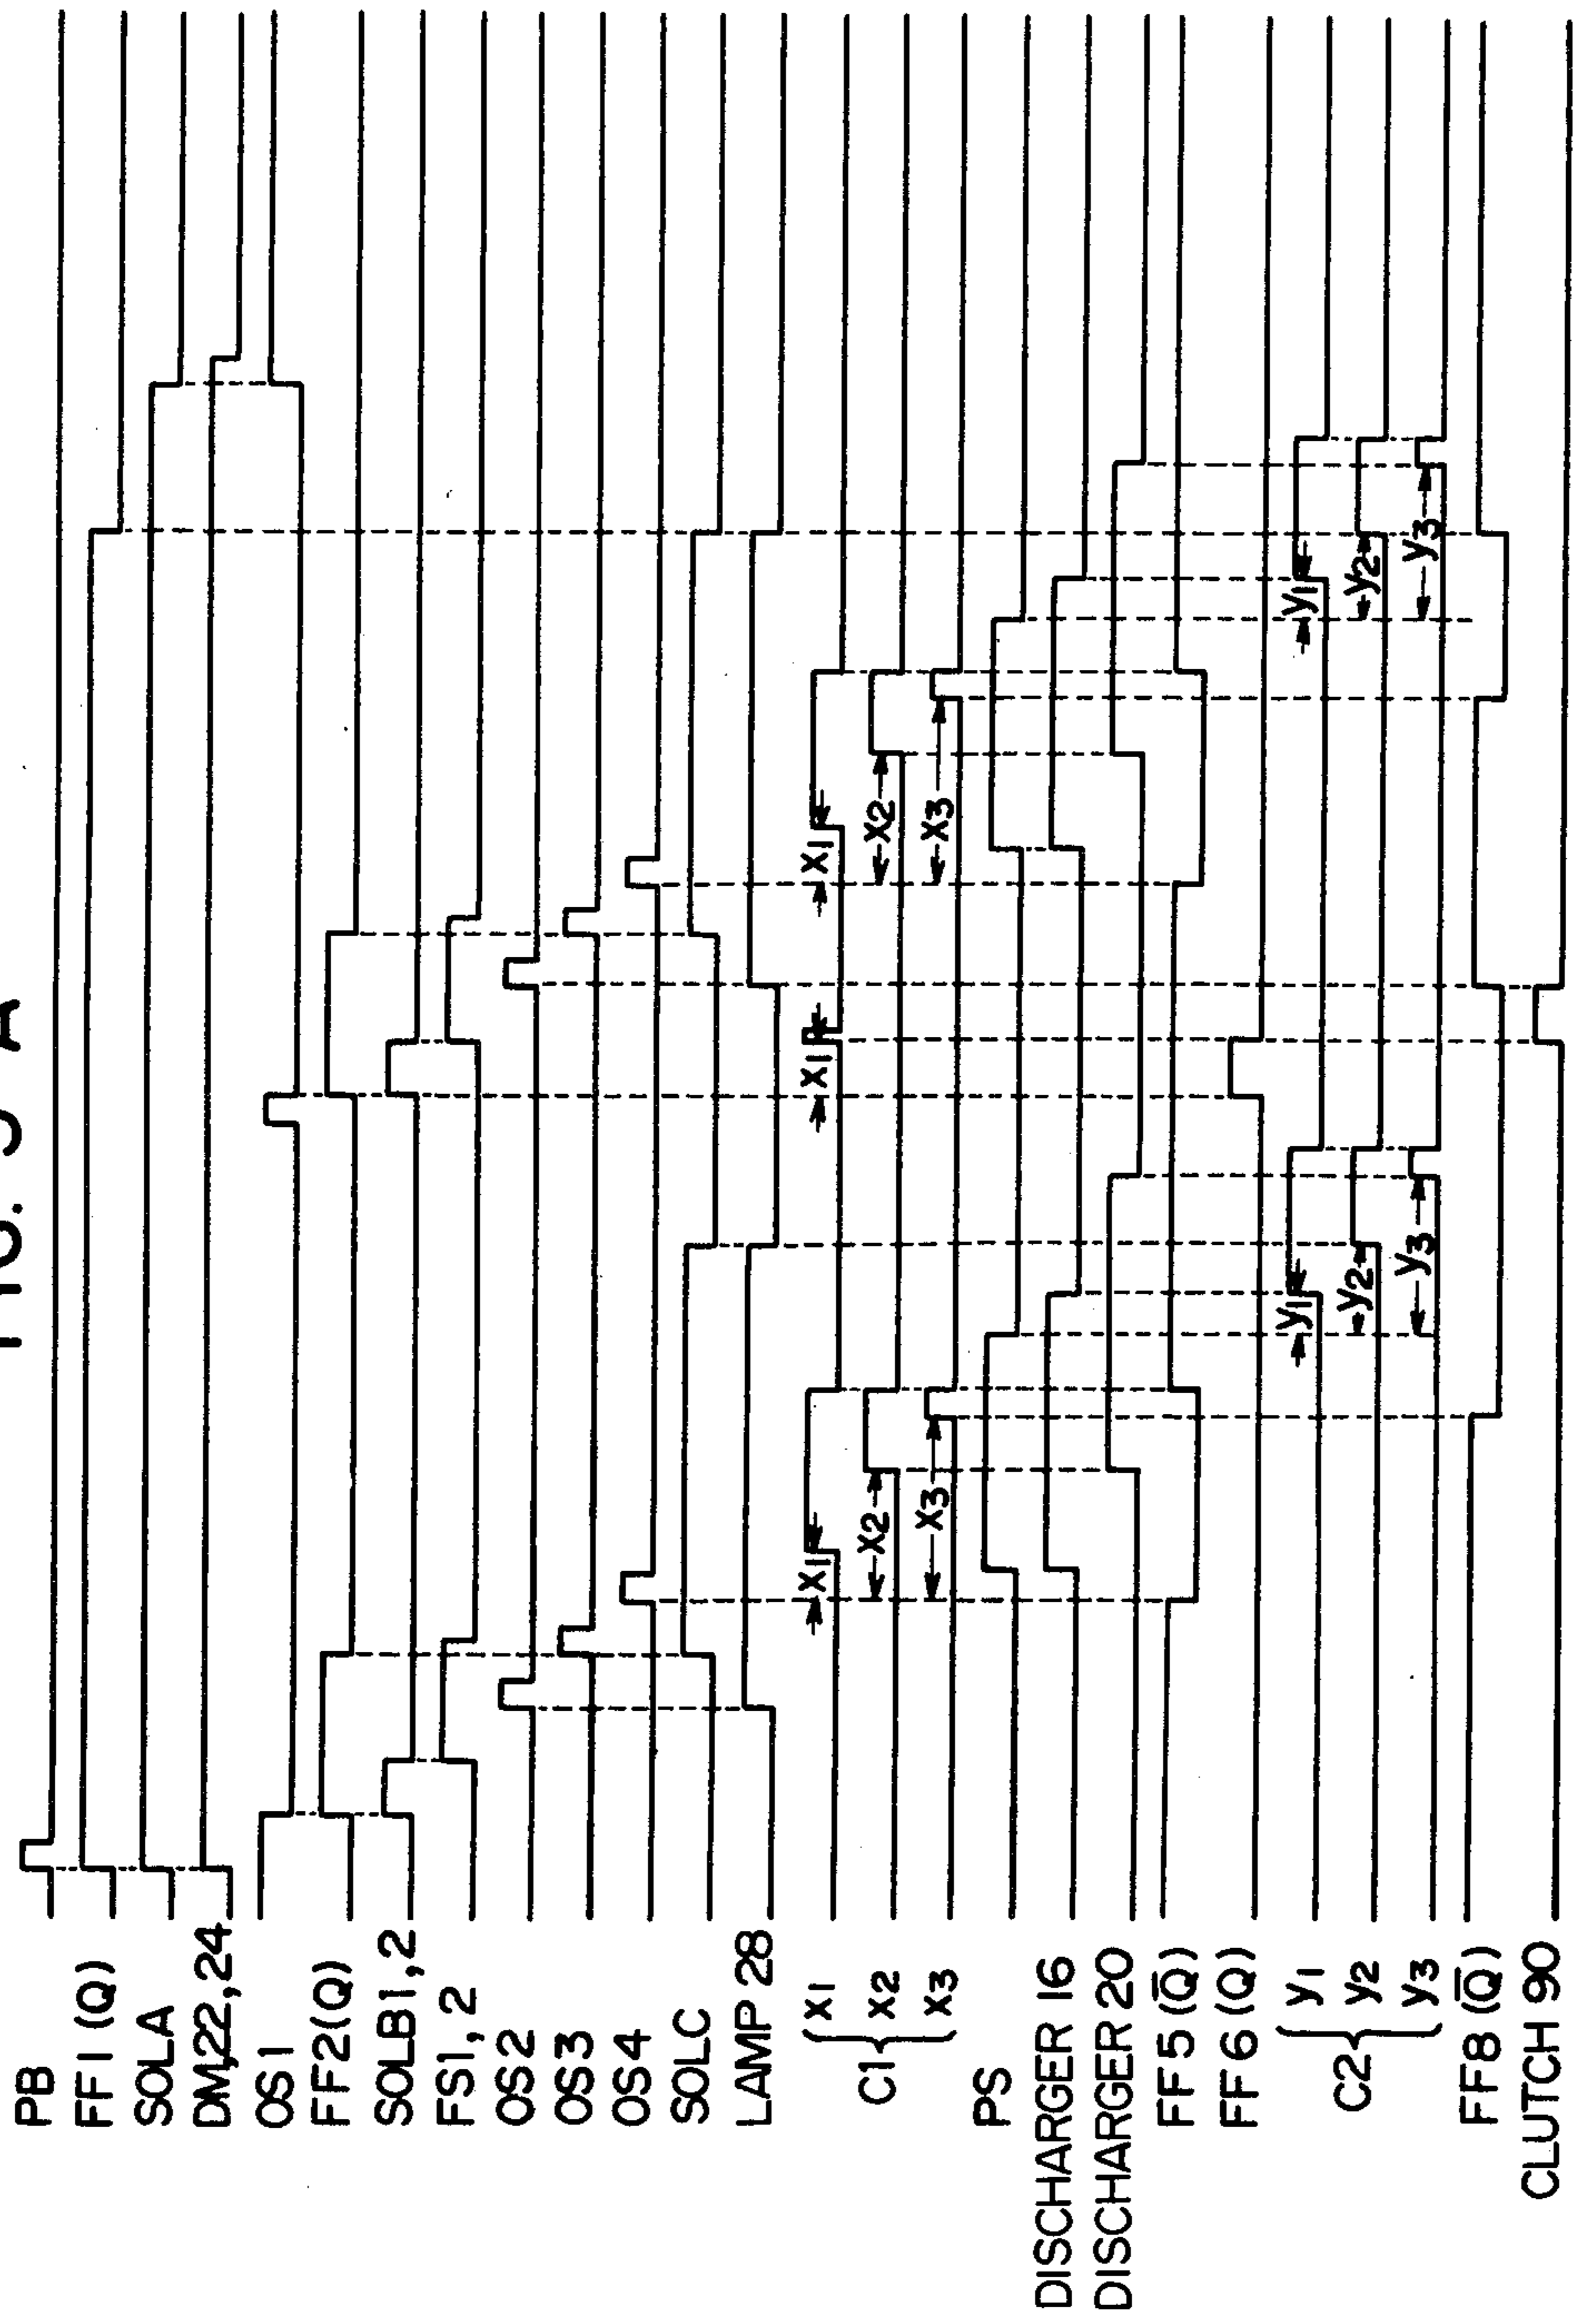 PB
FF1 (Q)
SOLA
DM22,24
OS1
FF2(Q)
SOLB1,2
FS1,2
OS2
OS3
OS4
SOLC
LAMP 28
C1 { x1
x2
x3
PS
DISCHARGER 16
DISCHARGER 20
FF5 (Q̅)
FF6 (Q)
C2 { y1
y2
y3
FF8 (Q̅)
CLUTCH 90
x1
x2
x3
y1
y2
y3
x1
x1
x2
x3
y1
y2
y3